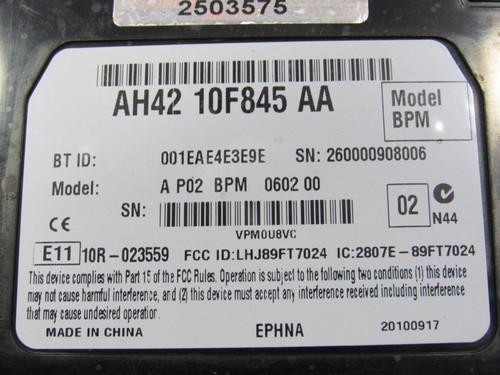 2503575
AH42 10F845 AA
Model
BPM
BT ID: 001EAE4E3E9E SN: 260000908006
Model: A P02 BPM 0602 00
SN:
VPM0U8VC
02
N44
CE
E11 10R-023559 FCC ID:LHJ89FT7024 IC:2807E-89FT7024
This device complies with Part 15 of the FCC Rules. Operation is subject to the following two conditions (1) this device
may not cause harmful interference, and (2) this device must accept any interference received including interference
that may cause undesired operation.
MADE IN CHINA EPHNA 20100917